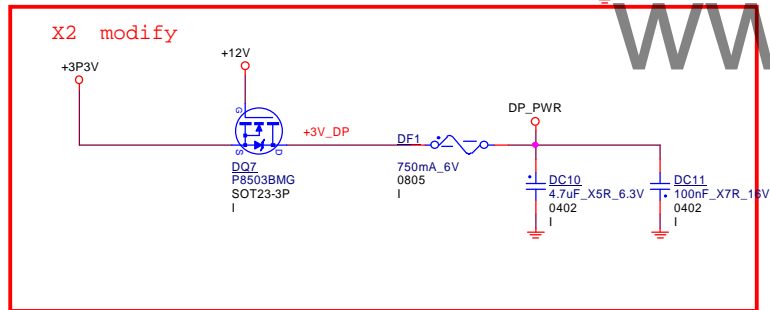 WW
X2 modify
+3P3V
+12V
G
S
D
+3V_DP
DQ7
P8503BMG
SOT23-3P
I
DF1
750mA_6V
0805
I
DP_PWR
DC10
4.7uF_X5R_6.3V
0402
I
DC11
100nF_X7R_16V
0402
I